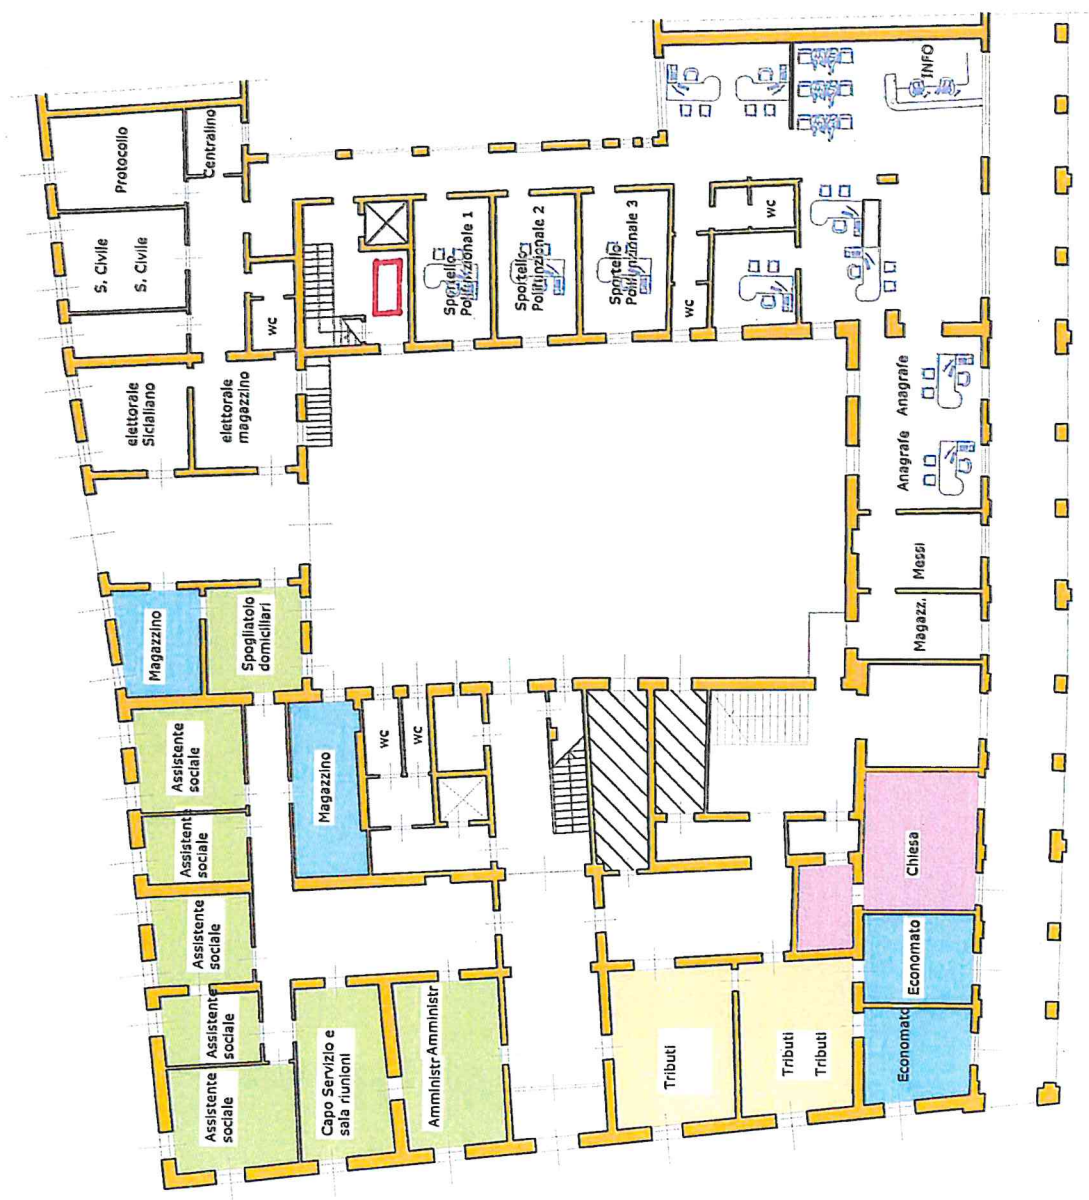 Protocollo
Centralino
S. Civile
S. Civile
wc
elettorale
Siclaliano
elettorale
magazzino
Sportello
Polifunzionale 1
Sportello
Polifunzionale 2
Sportello
Polifunzionale 3
wc
wc
INFO
Anagrafe
Anagrafe
Messi
Magazz.
Magazzino
Spogliatoio
domiciliari
Assistente
sociale
Assistente
sociale
Assistente
sociale
Assistente
sociale
Assistente
sociale
Magazzino
wc
wc
Capo Servizio e
sala riunioni
Amministr
Amministr
Tributi
Tributi
Tributi
Chiesa
Economato
Economato